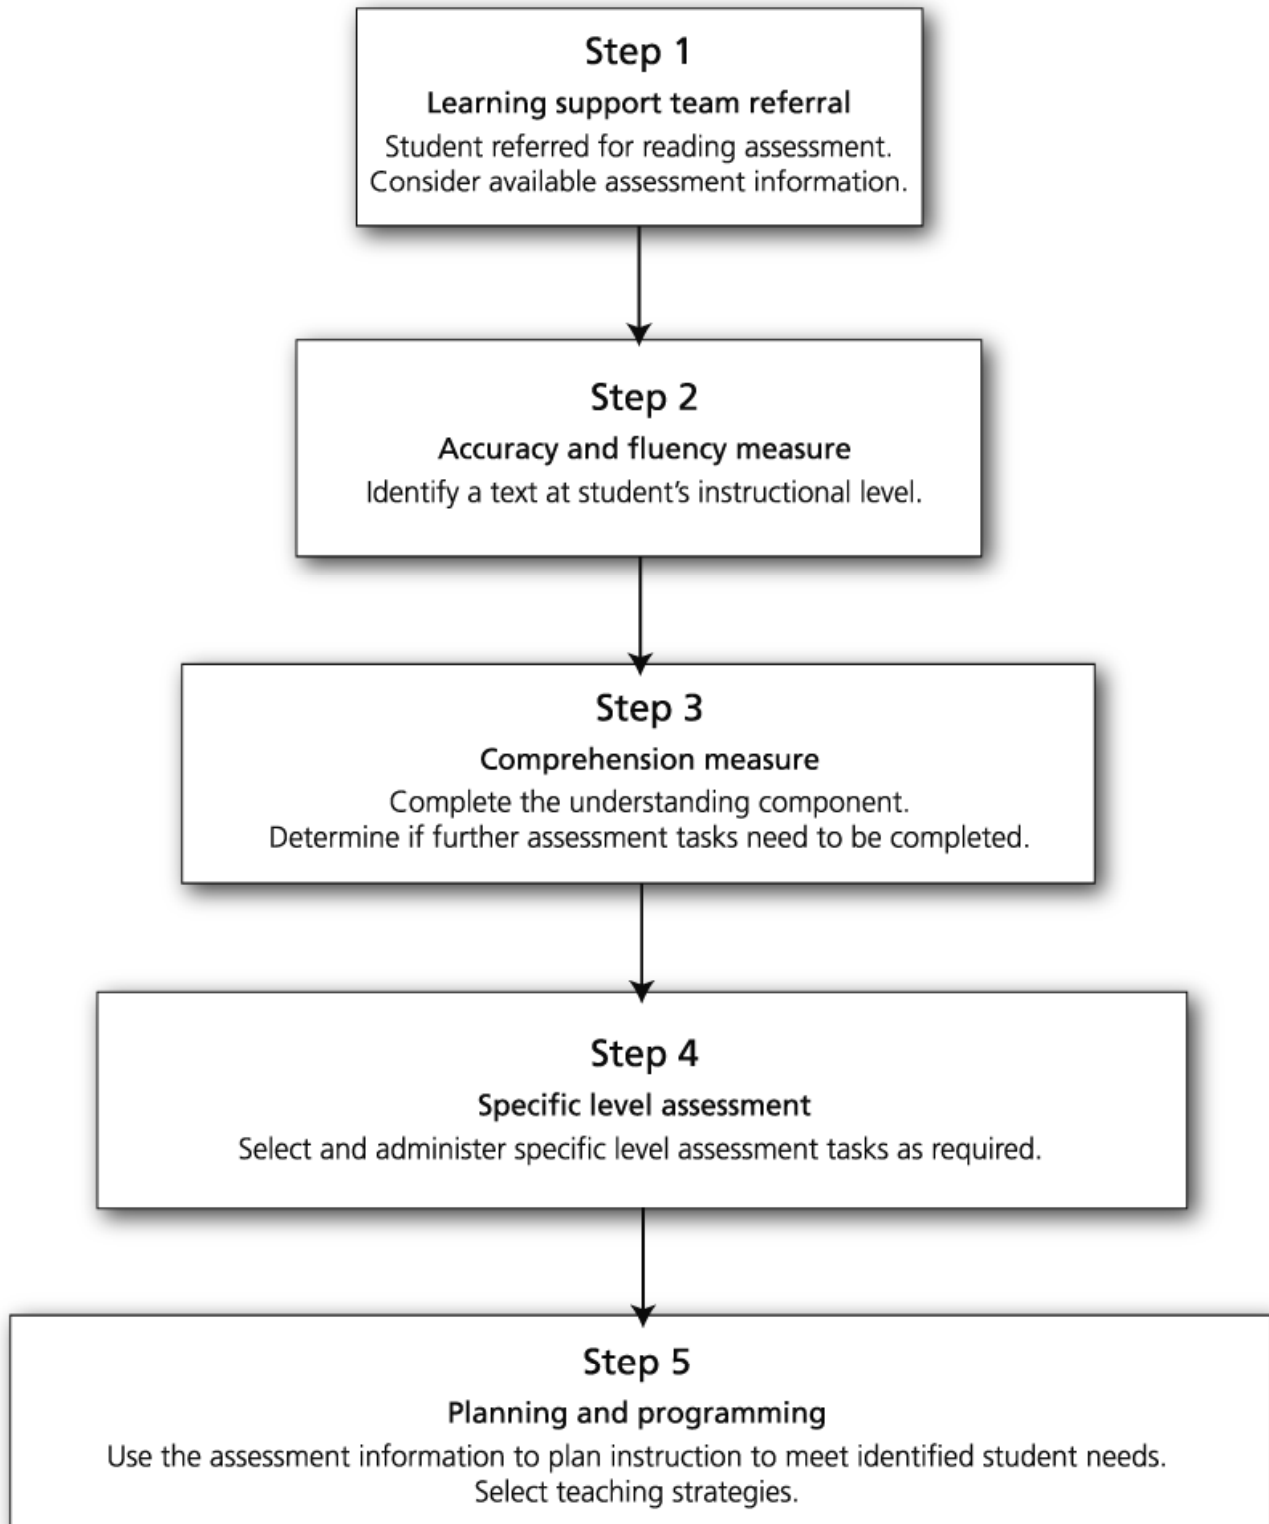 Step 1
Learning support team referral
Student referred for reading assessment.
Consider available assessment information.
Step 2
Accuracy and fluency measure
Identify a text at student’s instructional level.
Step 3
Comprehension measure
Complete the understanding component.
Determine if further assessment tasks need to be completed.
Step 4
Specific level assessment
Select and administer specific level assessment tasks as required.
Step 5
Planning and programming
Use the assessment information to plan instruction to meet identified student needs.
Select teaching strategies.